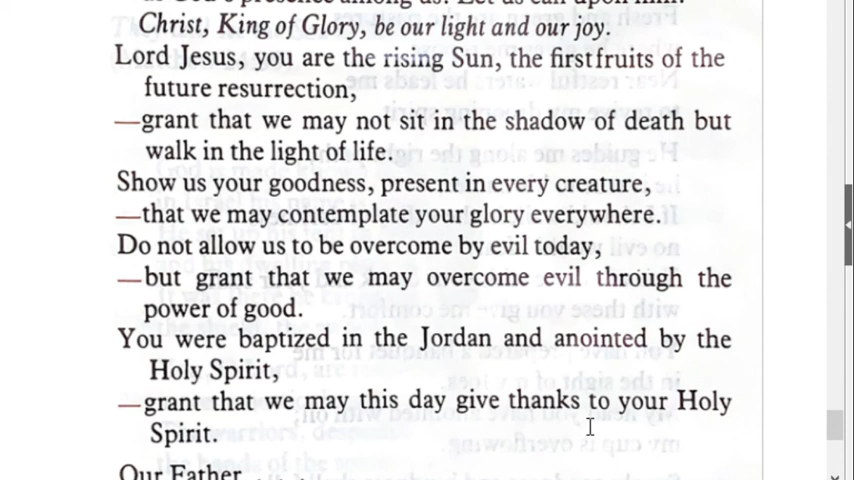 Christ, King of Glory, be our light and our joy.
Lord Jesus, you are the rising Sun, the firstfruits of the
future resurrection,
—grant that we may not sit in the shadow of death but
walk in the light of life.
Show us your goodness, present in every creature,
—that we may contemplate your glory everywhere.
Do not allow us to be overcome by evil today,
—but grant that we may overcome evil through the
power of good.
You were baptized in the Jordan and anointed by the
Holy Spirit,
—grant that we may this day give thanks to your Holy
Spirit.
Our Father . . . .